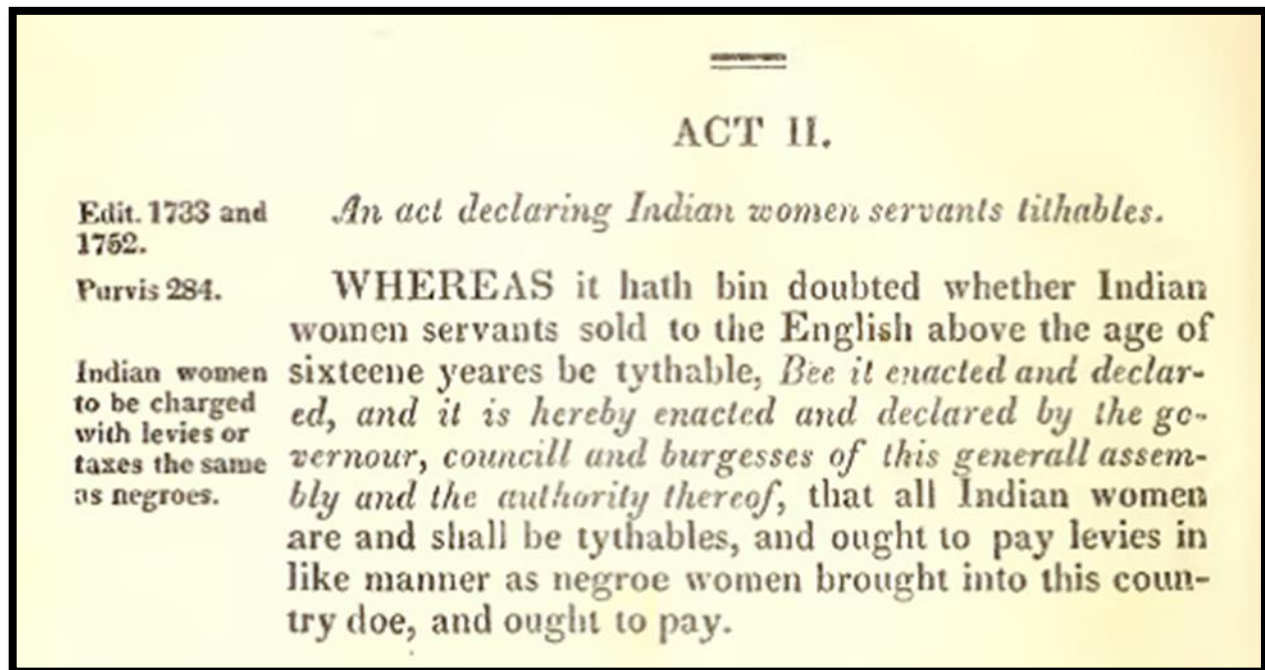 ACT II.
Edit. 1733 and
1752.
An act declaring Indian women servants tithables.
Purvis 284.
WHEREAS it hath bin doubted whether Indian
women servants sold to the English above the age of
Indian women
to be charged
with levies or
taxes the same
as negroes.
sixteene yeares be tythable, Bee it enacted and declar-
ed, and it is hereby enacted and declared by the go-
vernour, councill and burgesses of this generall assem-
bly and the authority thereof, that all Indian women
are and shall be tythables, and ought to pay levies in
like manner as negroe women brought into this coun-
try doe, and ought to pay.